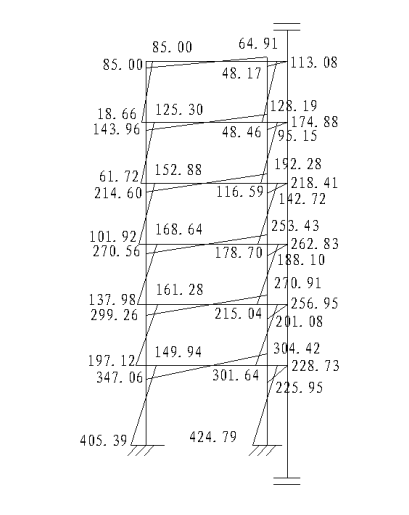 85. 00 64. 91
85. 00 48. 17 113. 08
18. 66 125. 30 128. 19
143. 96 48. 46 174. 88
95. 15
61. 72 152. 88 192. 28
214. 60 116. 59 218. 41
142. 72
101. 92 168. 64 253. 43
270. 56 178. 70 262. 83
188. 10
137. 98 161. 28 270. 91
299. 26 215. 04 256. 95
201. 08
197. 12 149. 94 304. 42
347. 06 301. 64 228. 73
225. 95
405. 39 424. 79